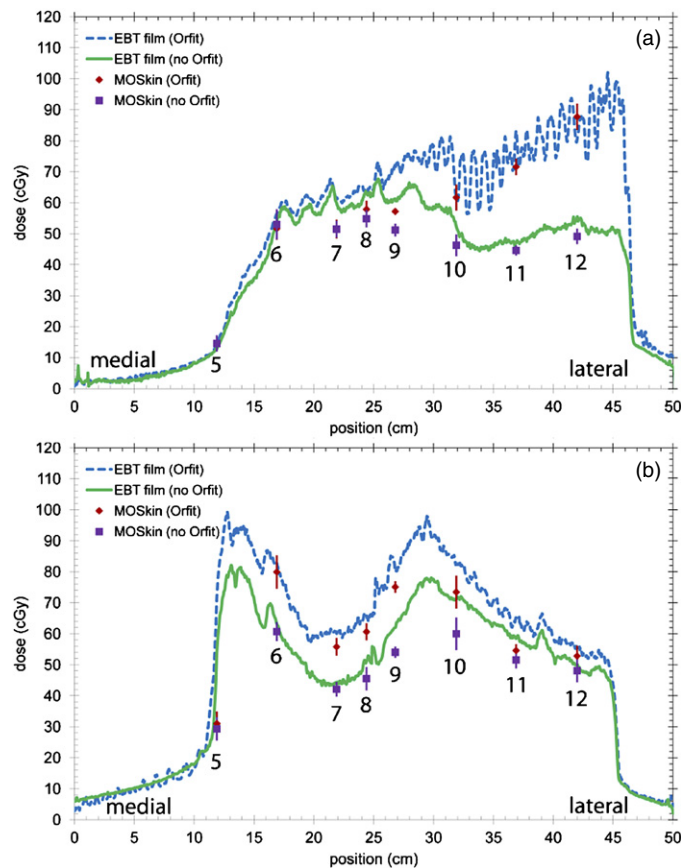 (a)
EBT film (Orfit)
EBT film (no Orfit)
MOSkin (Orfit)
MOSkin (no Orfit)
120
110
100
90
80
70
60
50
40
30
20
10
0
dose (cGy)
5
6
7
8
9
10
11
12
medial
lateral
0 5 10 15 20 25 30 35 40 45 50
position (cm)
(b)
EBT film (Orfit)
EBT film (no Orfit)
MOSkin (Orfit)
MOSkin (no Orfit)
120
110
100
90
80
70
60
50
40
30
20
10
0
dose (cGy)
5
6
7
8
9
10
11
12
medial
lateral
0 5 10 15 20 25 30 35 40 45 50
position (cm)